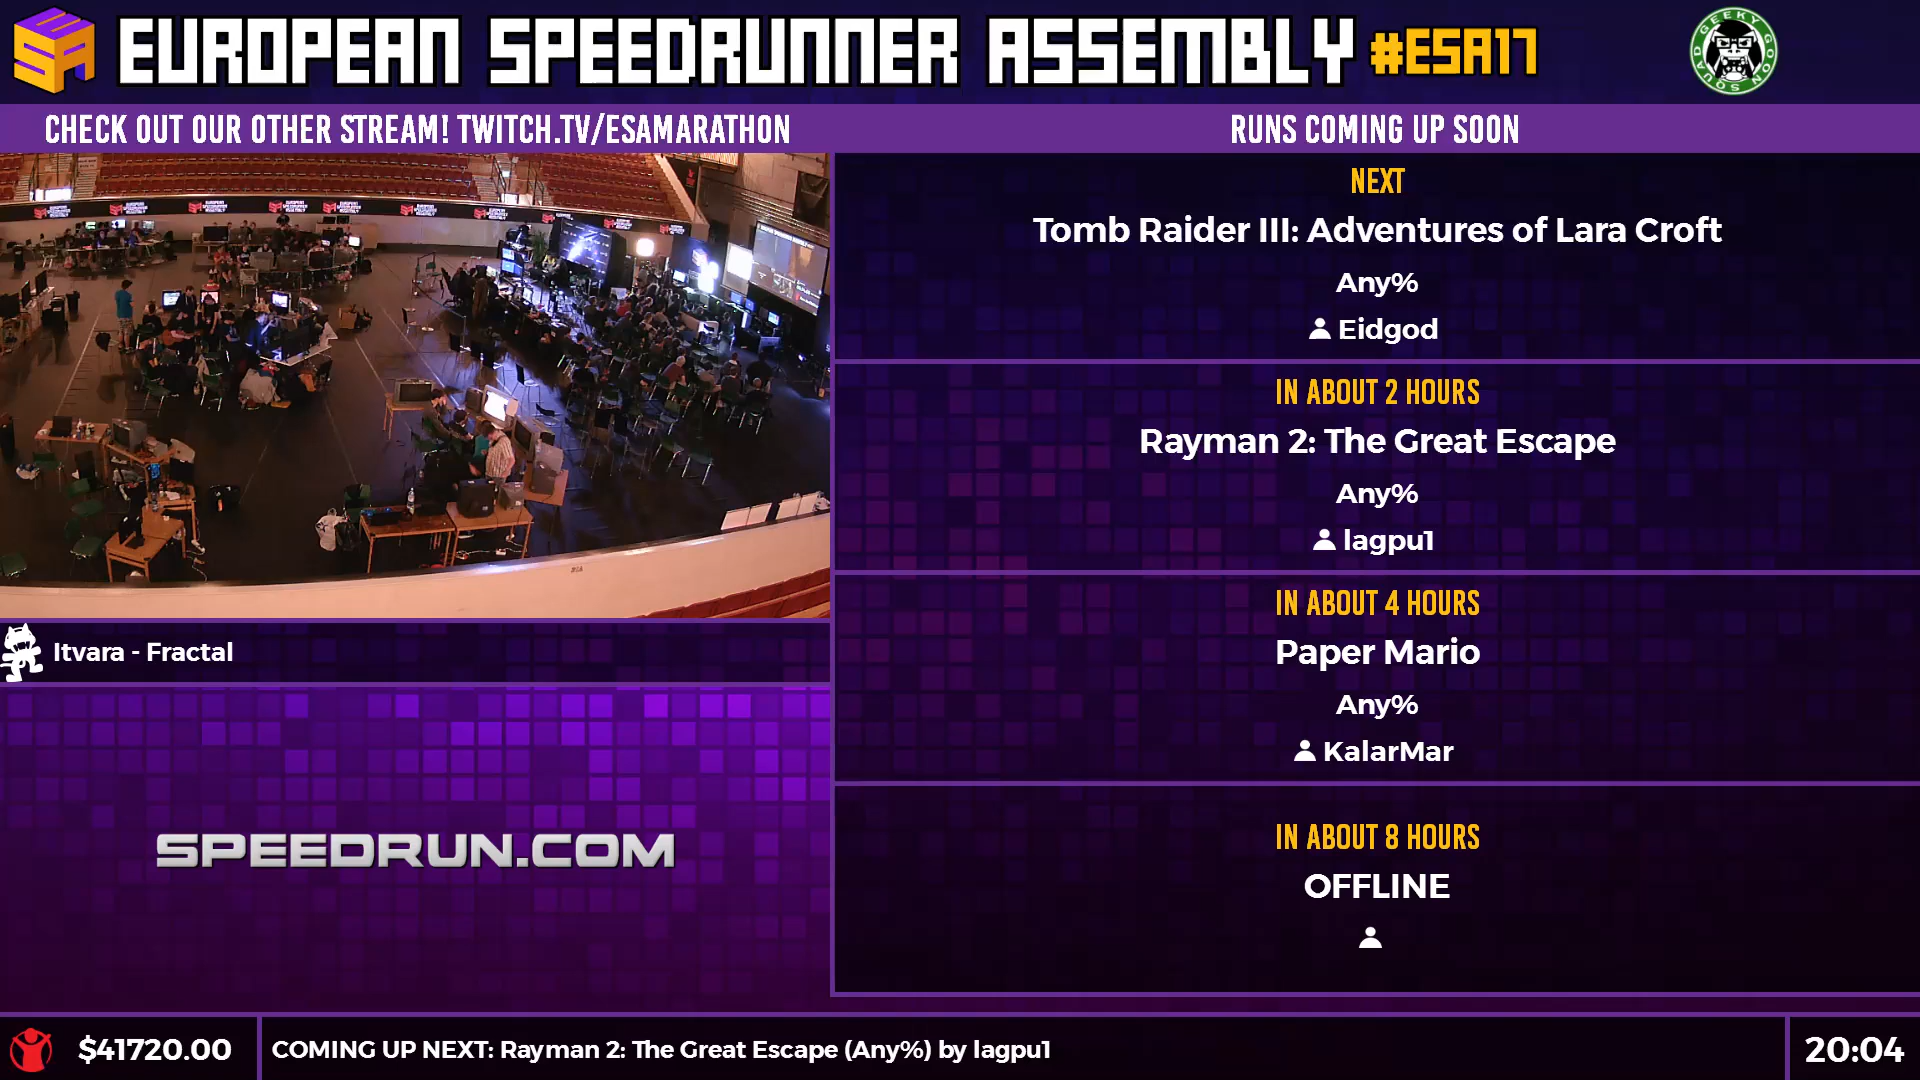 EUROPEAN SPEEDRUNNER ASSEMBLY #ESA17
GEEKY GOON SQUAD
CHECK OUT OUR OTHER STREAM! TWITCH.TV/ESAMARATHON
RUNS COMING UP SOON
NEXT
Tomb Raider III: Adventures of Lara Croft
Any%
Eidgod
IN ABOUT 2 HOURS
Rayman 2: The Great Escape
Any%
lagpu1
IN ABOUT 4 HOURS
Paper Mario
Any%
KalarMar
IN ABOUT 8 HOURS
OFFLINE
Itvara - Fractal
SPEEDRUN.COM
$41720.00
COMING UP NEXT: Rayman 2: The Great Escape (Any%) by lagpu1
20:04